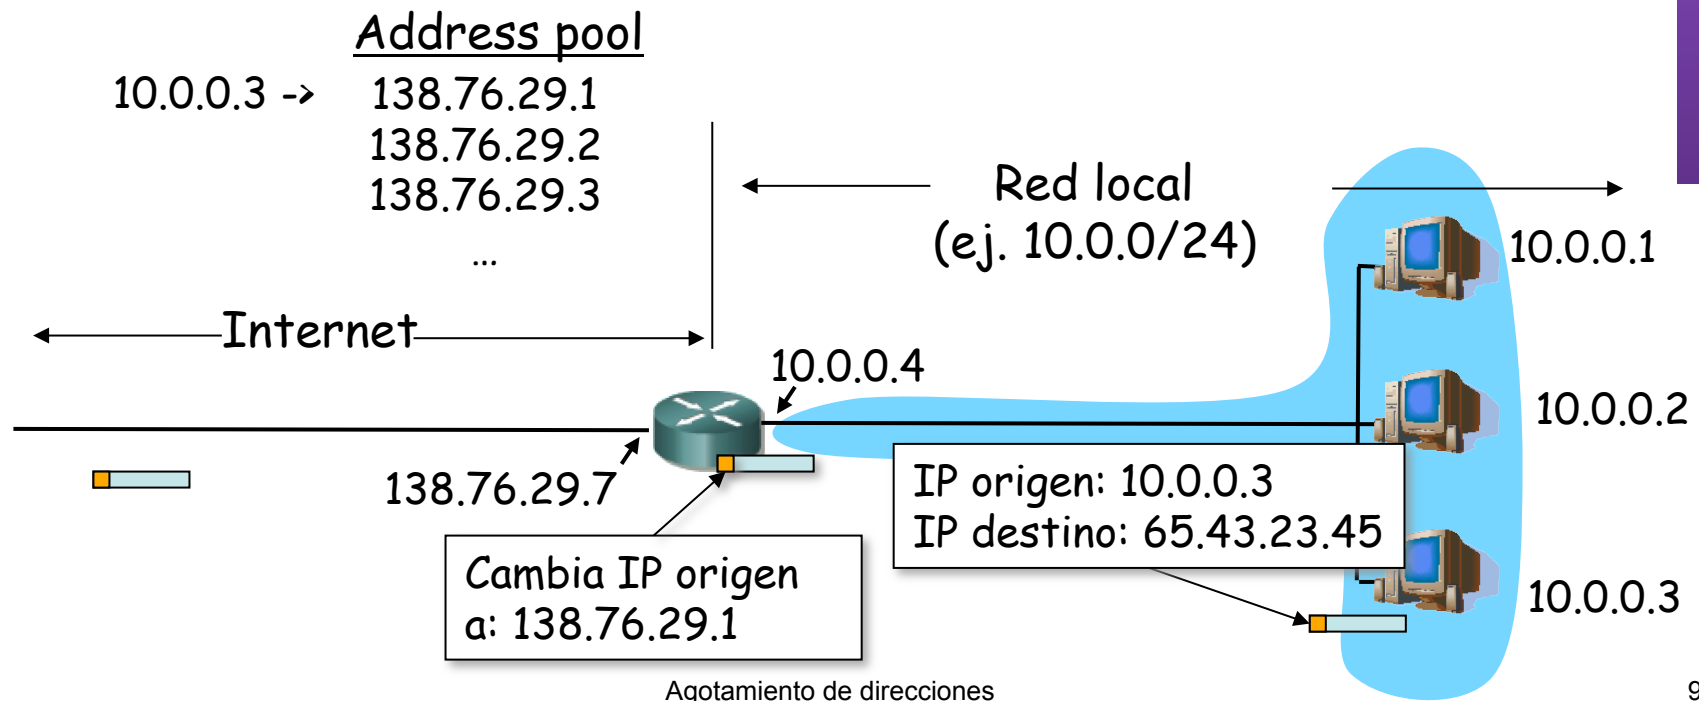 Address pool
10.0.0.3 -> 138.76.29.1
138.76.29.2
138.76.29.3
...
Red local
(ej. 10.0.0/24)
10.0.0.1
Internet
10.0.0.4
10.0.0.2
138.76.29.7
IP origen: 10.0.0.3
IP destino: 65.43.23.45
Cambia IP origen
a: 138.76.29.1
10.0.0.3
Agotamiento de direcciones
9